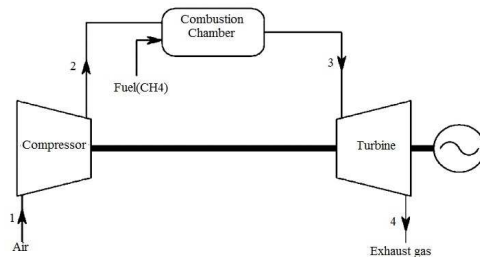 Combustion
Chamber
2
3
Fuel(CH4)
Compressor
Turbine
1
4
Air
Exhaust gas